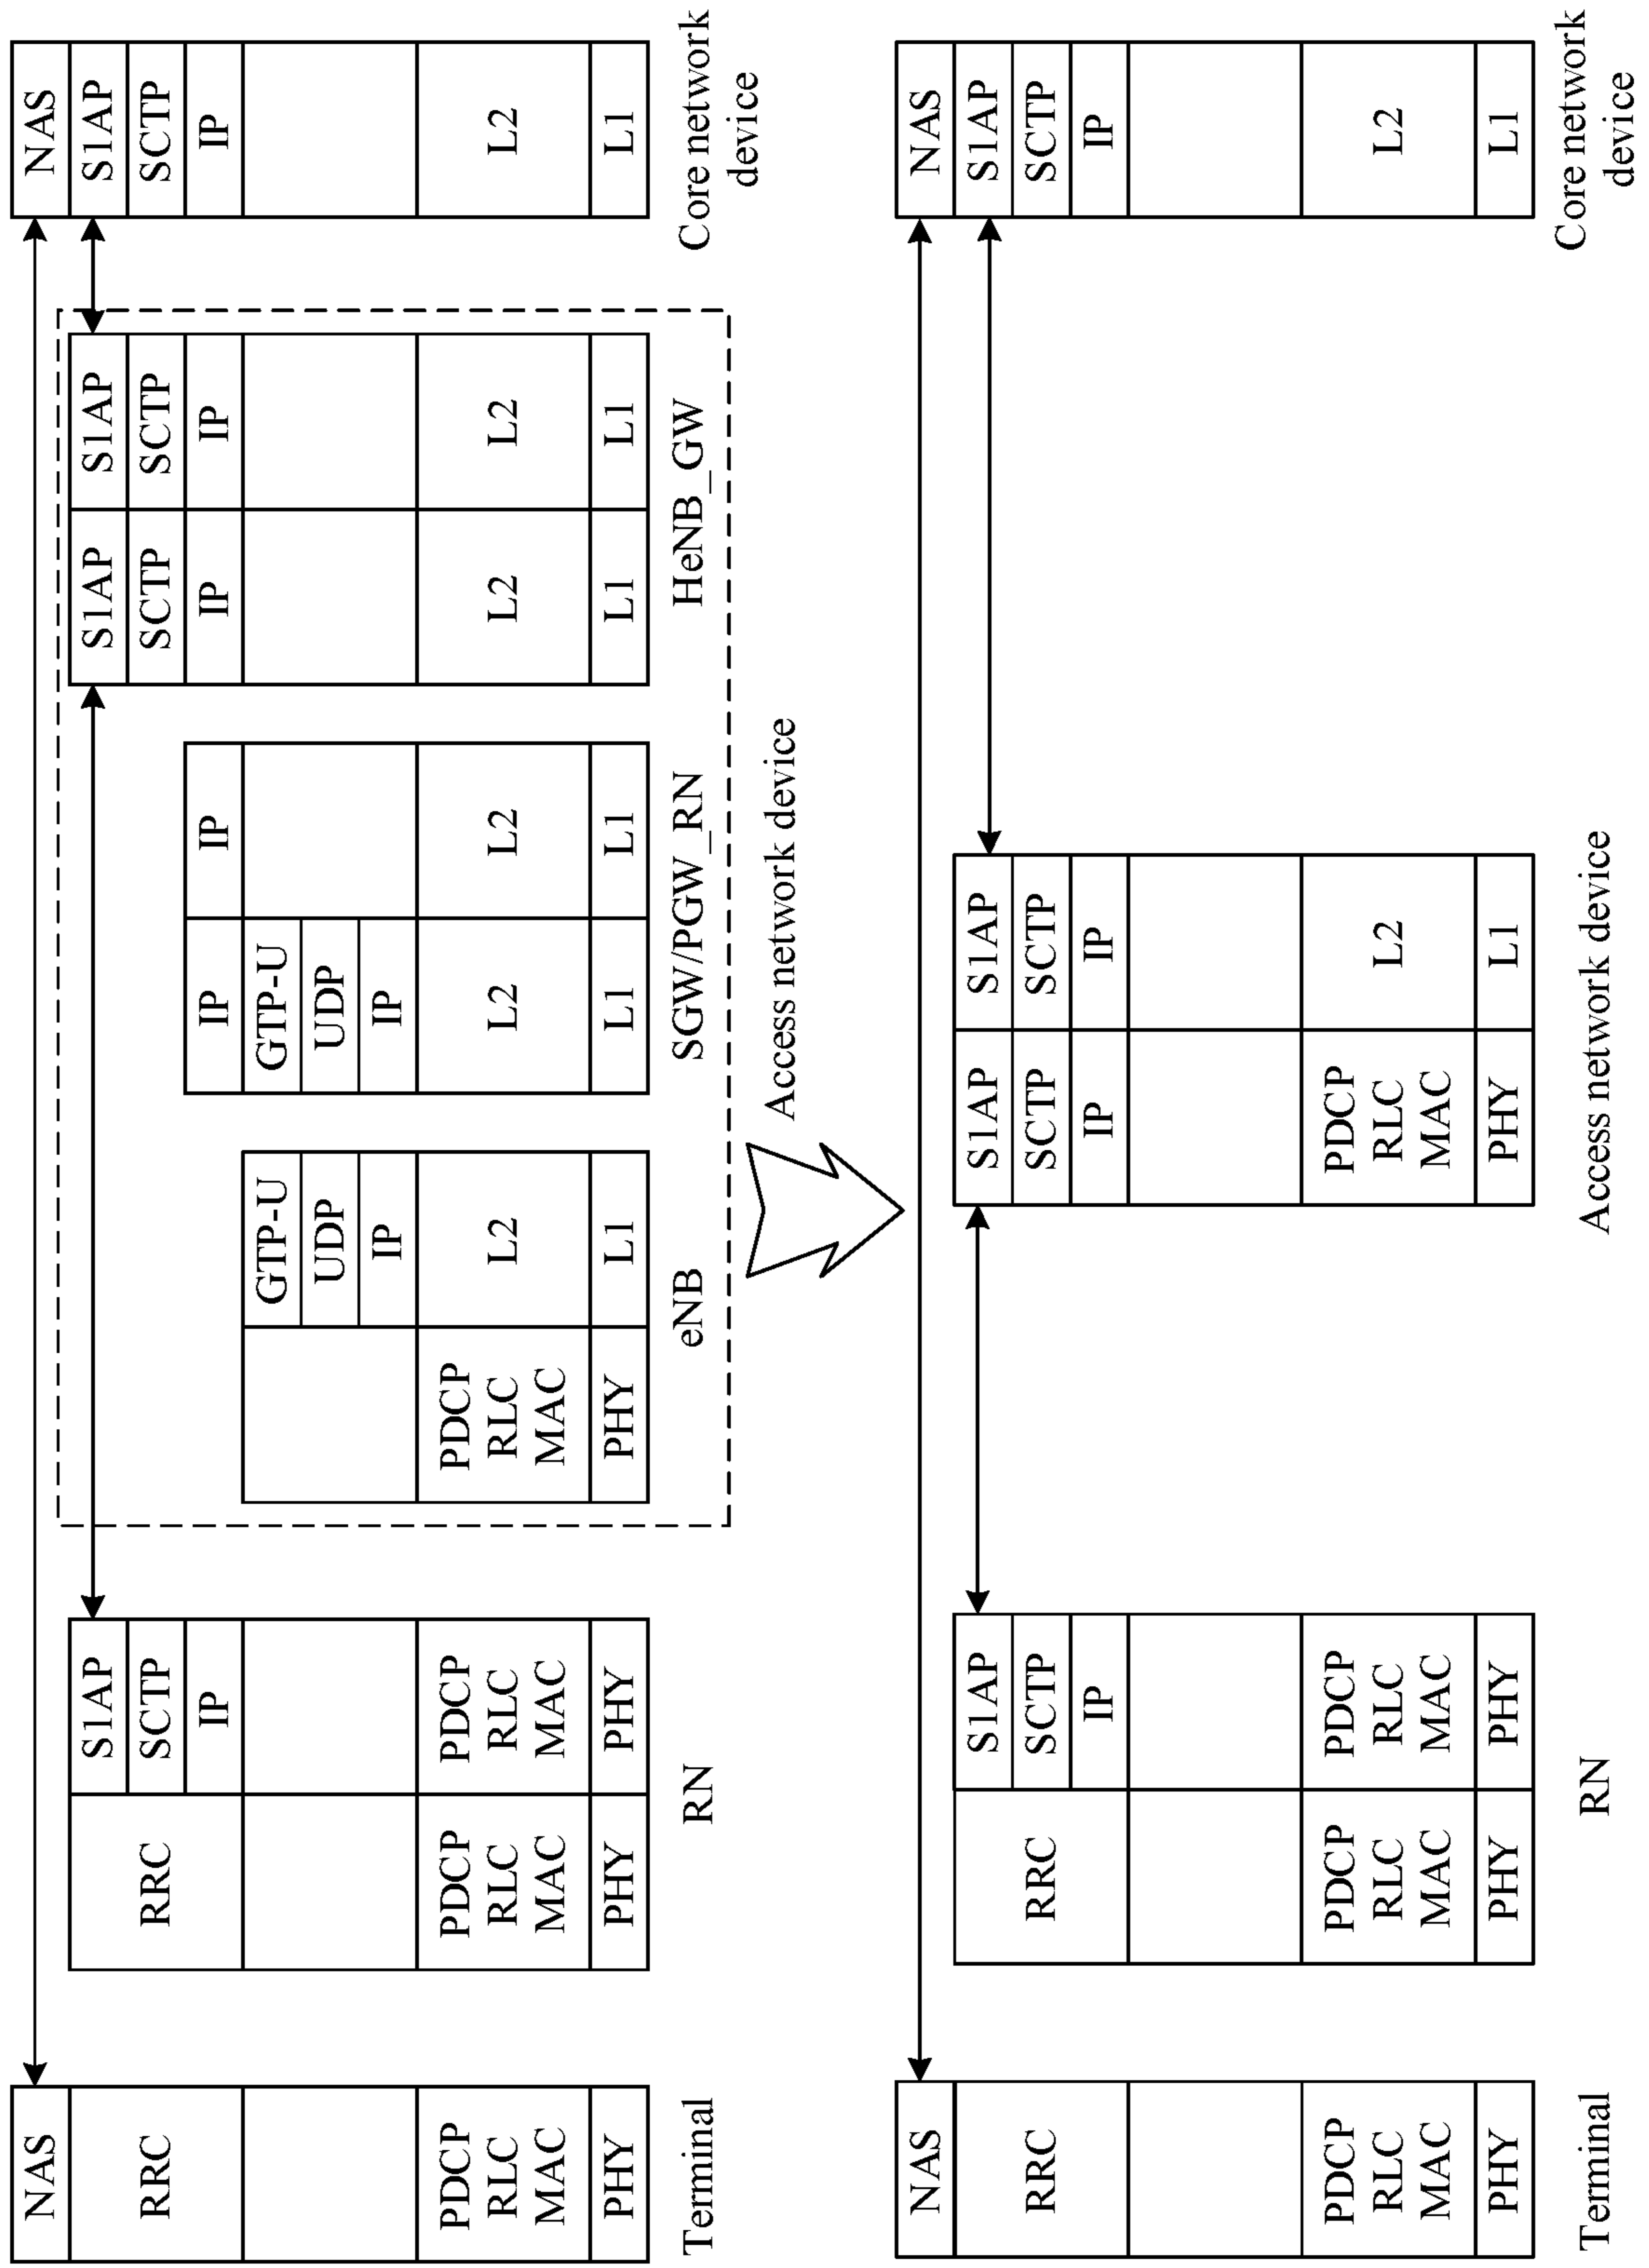 NAS
RRC
PDCP
RLC
MAC
PHY
Terminal
RRC
PDCP
RLC
MAC
PHY
S1AP
SCTP
IP
PDCP
RLC
MAC
PHY
RN
PDCP
RLC
MAC
PHY
GTP-U
UDP
IP
L2
L1
eNB
IP
GTP-U
UDP
IP
L2
L1
IP
L2
L1
SGW/PGW_RN
S1AP
SCTP
IP
L2
L1
S1AP
SCTP
IP
L2
L1
HeNB_GW
Access network device
NAS
S1AP
SCTP
IP
L2
L1
Core network
device
NAS
RRC
PDCP
RLC
MAC
PHY
Terminal
RRC
PDCP
RLC
MAC
PHY
S1AP
SCTP
IP
PDCP
RLC
MAC
PHY
RN
S1AP
SCTP
IP
PDCP
RLC
MAC
PHY
S1AP
SCTP
IP
L2
L1
Access network device
NAS
S1AP
SCTP
IP
L2
L1
Core network
device